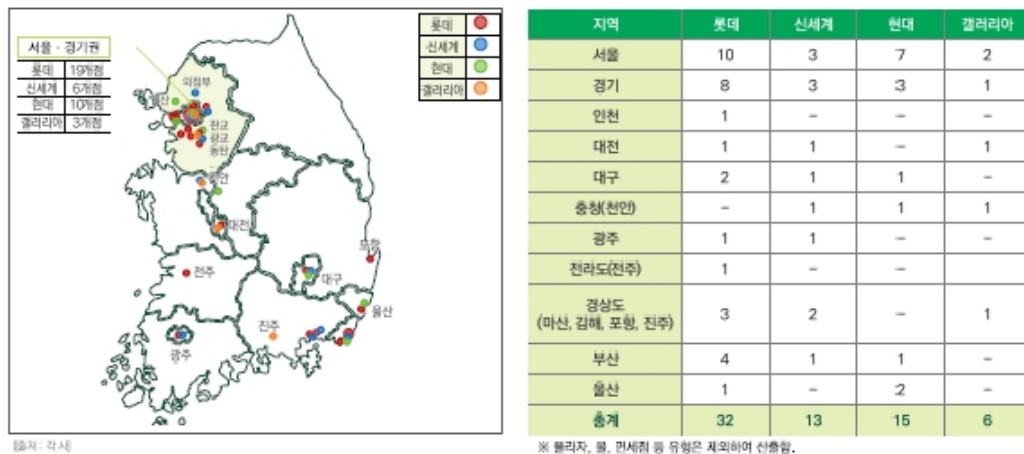 서울 · 경기권
롯데 19개점
신세계 6개점
현대 10개점
갤러리아 3개점
롯데
신세계
현대
갤러리아
의정부
판교
광교
동탄
대전
포항
전주
대구
울산
진주
광주
[출처 : 각 사]
지역 롯데 신세계 현대 갤러리아
서울 10 3 7 2
경기 8 3 3 1
인천 1 – – –
대전 1 1 – 1
대구 2 1 1 –
충청(천안) – 1 1 1
광주 1 1 – –
전라도(전주) 1 – – –
경상도
(마산, 김해, 포항, 진주) 3 2 – 1
부산 4 1 1 –
울산 1 – 2 –
총계 32 13 15 6
※ 몰, 면세점 등 유형은 제외하여 산출함.